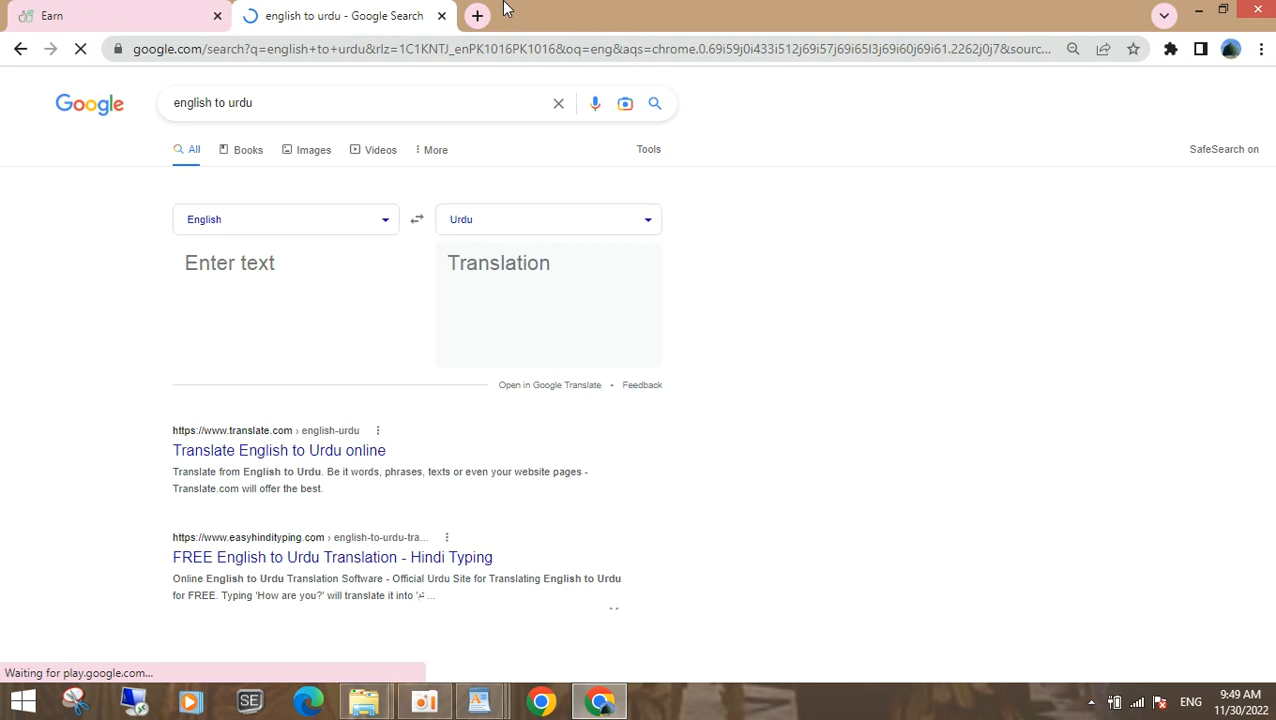 Earn
english to urdu - Google Search
google.com/search?q=english+to+urdu&rlz=1C1KNTJ_enPK1016PK1016&oq=eng&aqs=chrome.0.69i59j0i433i512j69i57j69i65l3j69i60j69i61.2262j0j7&sourc...
Google
english to urdu
All Books Images Videos More Tools SafeSearch on
English Urdu
Enter text Translation
Open in Google Translate • Feedback
https://www.translate.com › english-urdu
Translate English to Urdu online
Translate from English to Urdu. Be it words, phrases, texts or even your website pages -
Translate.com will offer the best.
https://www.easyhindityping.com › english-to-urdu-tra...
FREE English to Urdu Translation - Hindi Typing
Online English to Urdu Translation Software - Official Urdu Site for Translating English to Urdu
for FREE. Typing 'How are you?' will translate it into '...
Waiting for play.google.com...
SE
ENG
9:49 AM
11/30/2022